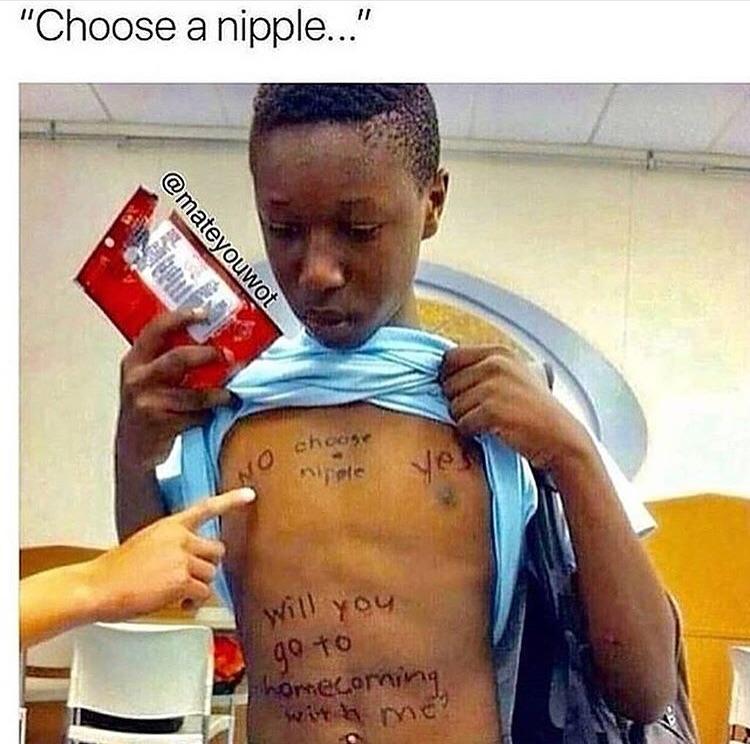 "Choose a nipple..."
@mateyouwot
NO choose yes
a
nipple
will you
go to
homecoming
with me?